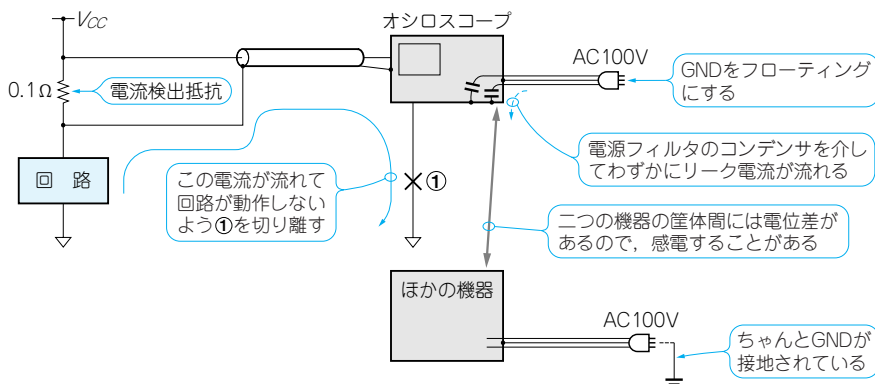 VCC
オシロスコープ
AC100V
GNDをフローティング
にする
0.1Ω
電流検出抵抗
電源フィルタのコンデンサを介し
てわずかにリーク電流が流れる
回 路
この電流が流れて
回路が動作しない
よう①を切り離す
①
二つの機器の筐体間には電位差が
あるので，感電することがある
ほかの機器
AC100V
ちゃんとGNDが
接地されている